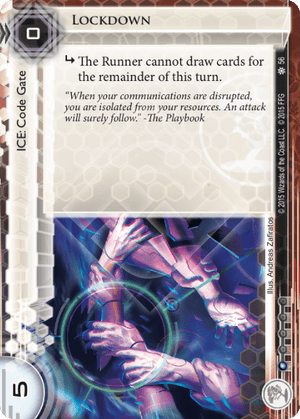 LOCKDOWN
0
ICE: Code Gate
The Runner cannot draw cards for
the remainder of this turn.
“When your communications are disrupted,
you are isolated from your resources. An attack
will surely follow.” -The Playbook
56
© 2015 Wizards of the Coast LLC. © 2015 FFG
Illus. Andreas Zafiratos
5